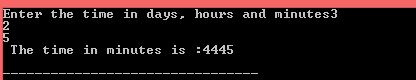 Enter the time in days, hours and minutes3
2
5
The time in minutes is :4445
--------------------------------